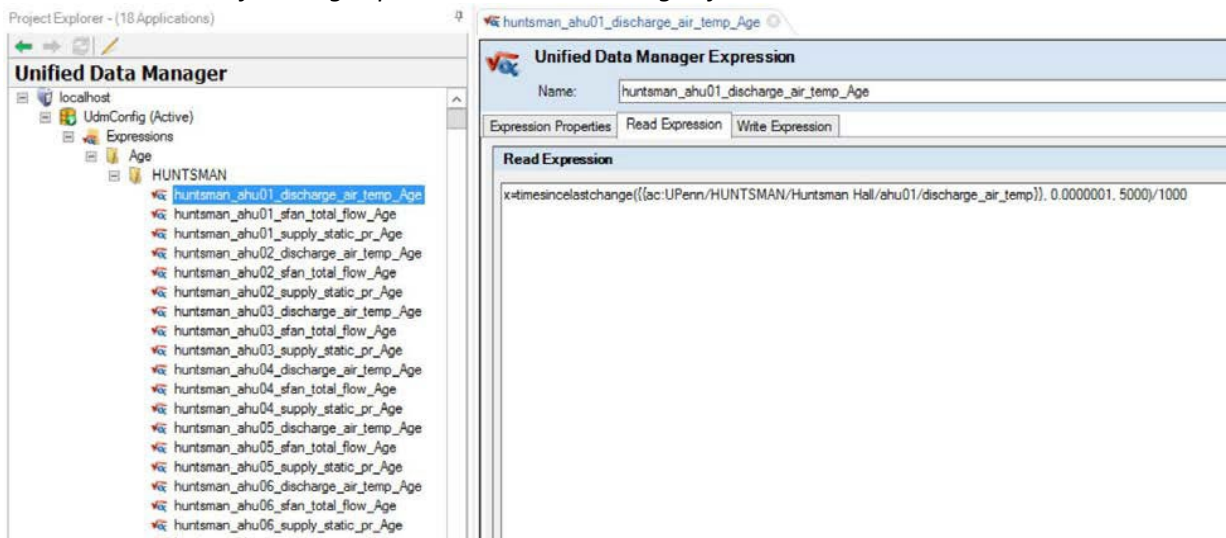 Project Explorer - (18 Applications)
Unified Data Manager
localhost
UdmConfig (Active)
Expressions
Age
HUNTSMAN
huntsman_ahu01_discharge_air_temp_Age
huntsman_ahu01_sfan_total_flow_Age
huntsman_ahu01_supply_static_pr_Age
huntsman_ahu02_discharge_air_temp_Age
huntsman_ahu02_sfan_total_flow_Age
huntsman_ahu02_supply_static_pr_Age
huntsman_ahu03_discharge_air_temp_Age
huntsman_ahu03_sfan_total_flow_Age
huntsman_ahu03_supply_static_pr_Age
huntsman_ahu04_discharge_air_temp_Age
huntsman_ahu04_sfan_total_flow_Age
huntsman_ahu04_supply_static_pr_Age
huntsman_ahu05_discharge_air_temp_Age
huntsman_ahu05_sfan_total_flow_Age
huntsman_ahu05_supply_static_pr_Age
huntsman_ahu06_discharge_air_temp_Age
huntsman_ahu06_sfan_total_flow_Age
huntsman_ahu06_supply_static_pr_Age
huntsman_ahu01_discharge_air_temp_Age
Unified Data Manager Expression
Name: huntsman_ahu01_discharge_air_temp_Age
Expression Properties Read Expression Write Expression
Read Expression
x=timesincelastchange({{ac:UPenn/HUNTSMAN/Huntsman Hall/ahu01/discharge_air_temp}}, 0.0000001, 5000)/1000